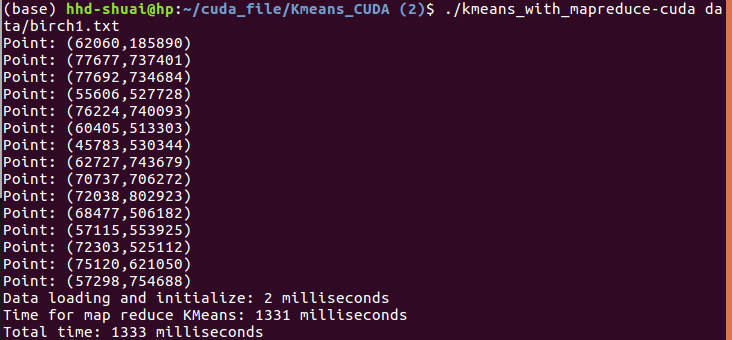 (base) hhd-shuai@hp:~/cuda_file/Kmeans_CUDA (2)$ ./kmeans_with_mapreduce-cuda da
ta/birch1.txt
Point: (62060,185890)
Point: (77677,737401)
Point: (77692,734684)
Point: (55606,527728)
Point: (76224,740093)
Point: (60405,513303)
Point: (45783,530344)
Point: (62727,743679)
Point: (70737,706272)
Point: (72038,802923)
Point: (68477,506182)
Point: (57115,553925)
Point: (72303,525112)
Point: (75120,621050)
Point: (57298,754688)
Data loading and initialize: 2 milliseconds
Time for map reduce KMeans: 1331 milliseconds
Total time: 1333 milliseconds